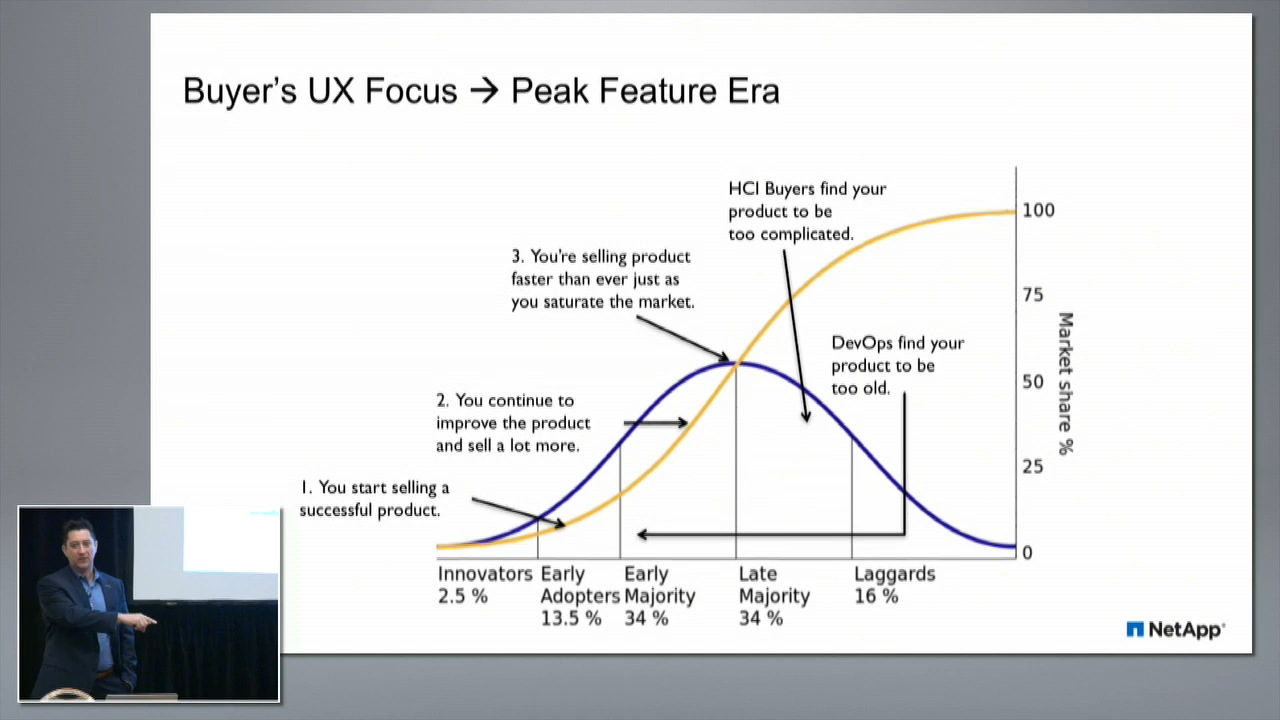 Buyer's UX Focus → Peak Feature Era
HCI Buyers find your
product to be
too complicated.
3. You're selling product
faster than ever just as
you saturate the market.
DevOps find your
product to be
too old.
2. You continue to
improve the product
and sell a lot more.
1. You start selling a
successful product.
100
75
50
25
0
Market share %
Innovators
2.5 %
Early
Adopters
13.5 %
Early
Majority
34 %
Late
Majority
34 %
Laggards
16 %
NetApp